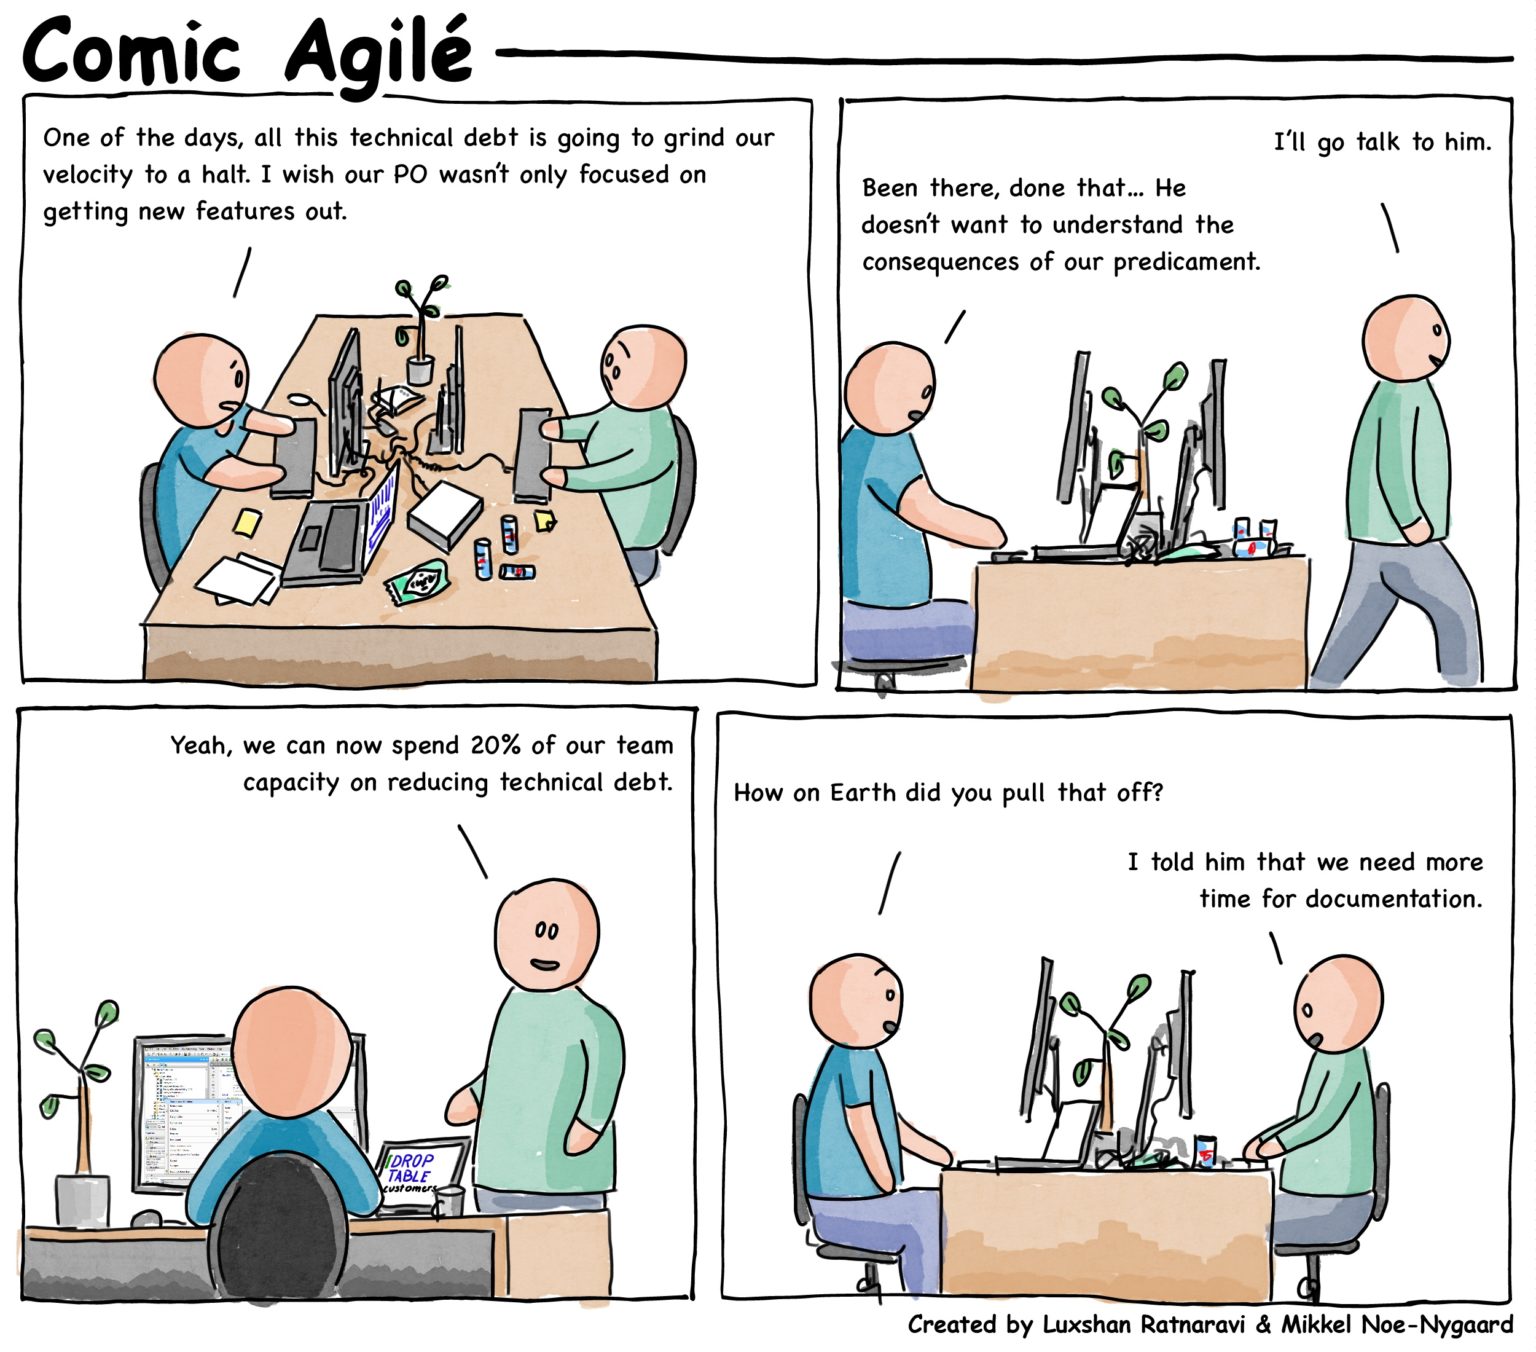 Comic Agilé
One of the days, all this technical debt is going to grind our
velocity to a halt. I wish our PO wasn't only focused on
getting new features out.
I'll go talk to him.
Been there, done that... He
doesn't want to understand the
consequences of our predicament.
Yeah, we can now spend 20% of our team
capacity on reducing technical debt.
DROP
TABLE
customers
How on Earth did you pull that off?
I told him that we need more
time for documentation.
Created by Luxshan Ratnaravi & Mikkel Noe-Nygaard